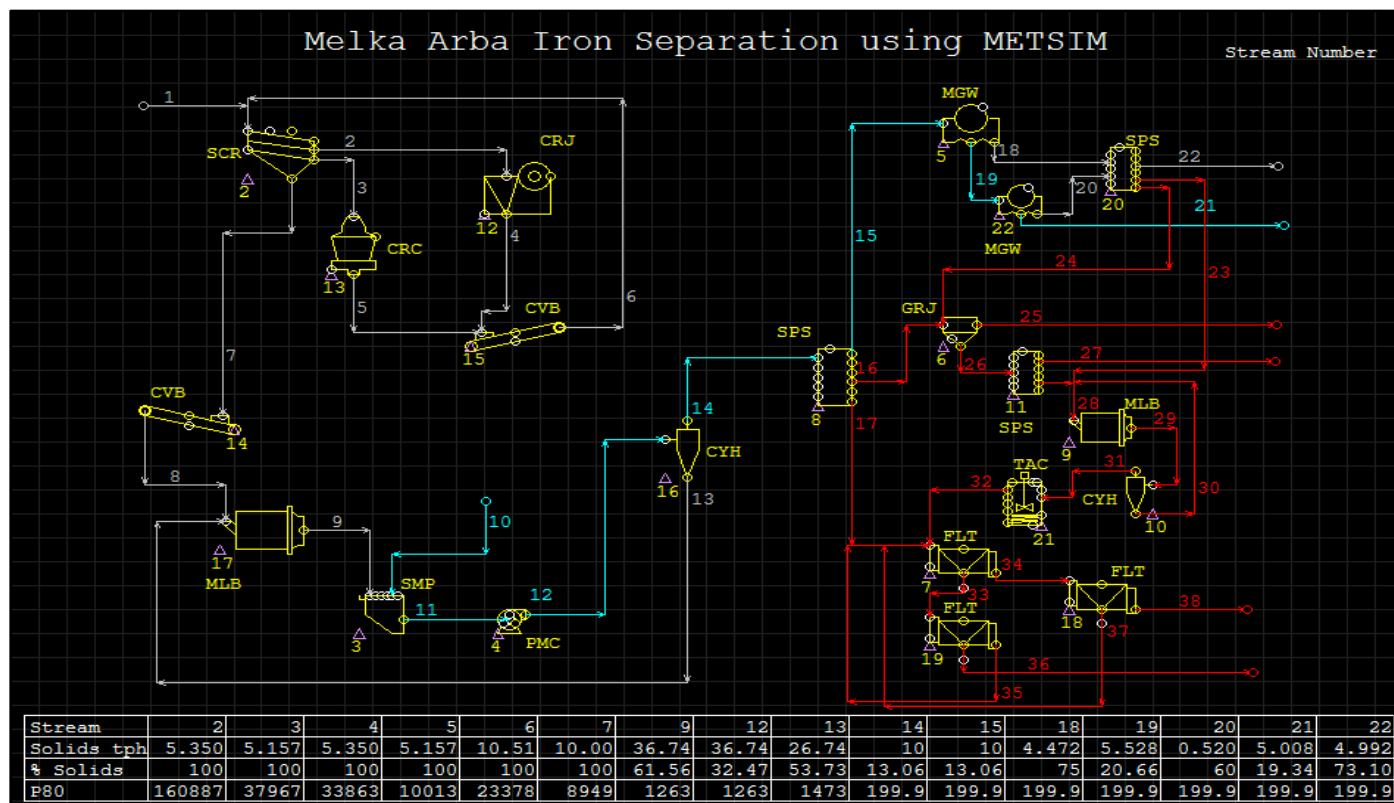 Melka Arba Iron Separation using METSIM
Stream Number
1
MGW
SCR
2
CRJ
5
18
SPS
22
2
3
19
20
20
21
12
4
22
CRC
MGW
15
23
13
24
5
CVB
6
GRJ
25
SPS
15
6
27
7
16
26
CVB
11
28
MLB
8
17
SPS
29
14
14
9
CYH
TAC
31
8
16
13
32
30
10
CYH
10
9
21
FLT
17
12
34
FLT
MLB
SMP
7
33
11
FLT
38
3
4
PMC
18
37
19
36
35
Stream 2 3 4 5 6 7 9 12 13 14 15 18 19 20 21 22
Solids tph 5.350 5.157 5.350 5.157 10.51 10.00 36.74 36.74 26.74 10 10 4.472 5.528 0.520 5.008 4.992
% Solids 100 100 100 100 100 100 61.56 32.47 53.73 13.06 13.06 75 20.66 60 19.34 73.10
P80 160887 37967 33863 10013 23378 8949 1263 1263 1473 199.9 199.9 199.9 199.9 199.9 199.9 199.9